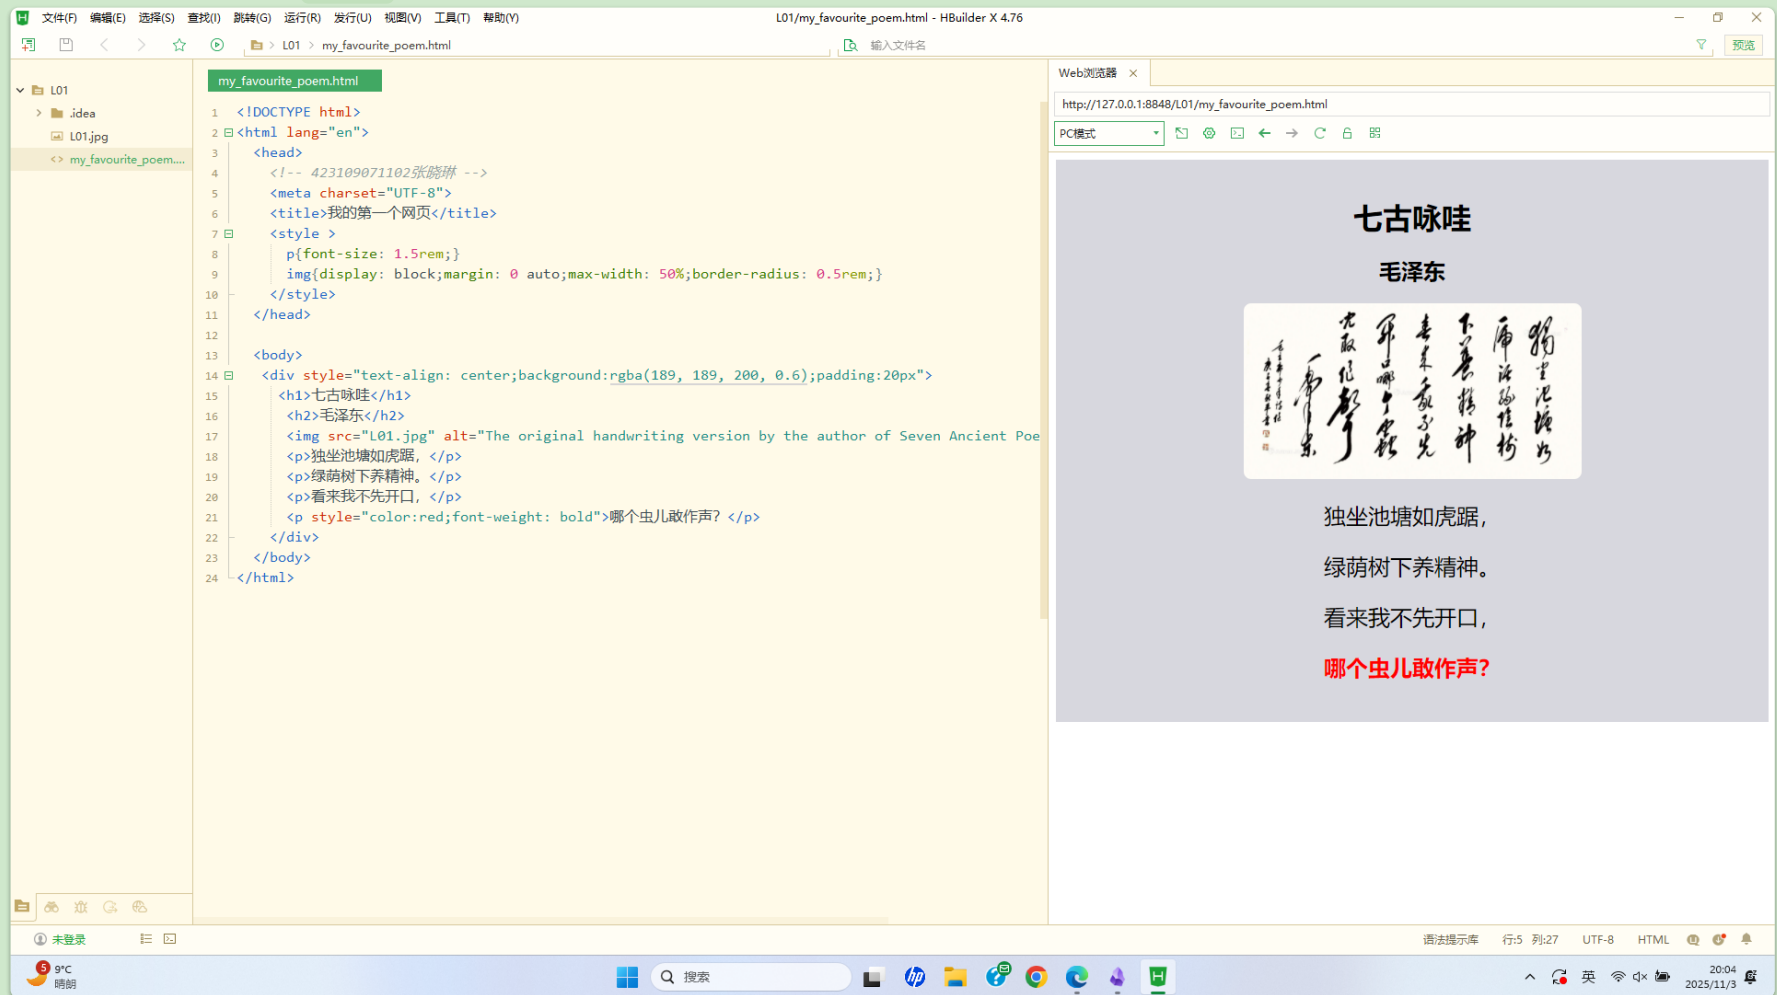 文件(F) 编辑(E) 选择(S) 查找(I) 跳转(G) 运行(R) 发行(U) 视图(V) 工具(T) 帮助(Y)
L01/my_favourite_poem.html - HBuilder X 4.76
L01 my_favourite_poem.html
输入文件名
预览
L01
.idea
L01.jpg
my_favourite_poem....
my_favourite_poem.html
1 <!DOCTYPE html>
2 <html lang="en">
3 <head>
4 <!-- 423109071102张晓琳 -->
5 <meta charset="UTF-8">
6 <title>我的第一个网页</title>
7 <style >
8 p{font-size: 1.5rem;}
9 img{display: block;margin: 0 auto;max-width: 50%;border-radius: 0.5rem;}
10 </style>
11 </head>
12
13 <body>
14 <div style="text-align: center;background:rgba(189, 189, 200, 0.6);padding:20px">
15 <h1>七古咏哇</h1>
16 <h2>毛泽东</h2>
17 <img src="L01.jpg" alt="The original handwriting version by the author of Seven Ancient Poe
18 <p>独坐池塘如虎踞，</p>
19 <p>绿荫树下养精神。</p>
20 <p>看来我不先开口，</p>
21 <p style="color:red;font-weight: bold">哪个虫儿敢作声？</p>
22 </div>
23 </body>
24 </html>
Web浏览器
http://127.0.0.1:8848/L01/my_favourite_poem.html
PC模式
七古咏哇
毛泽东
独坐池塘如虎踞，
绿荫树下养精神。
看来我不先开口，
哪个虫儿敢作声？
未登录
语法提示库 行:5 列:27 UTF-8 HTML
5
9°C
晴朗
搜索
英
20:04
2025/11/3